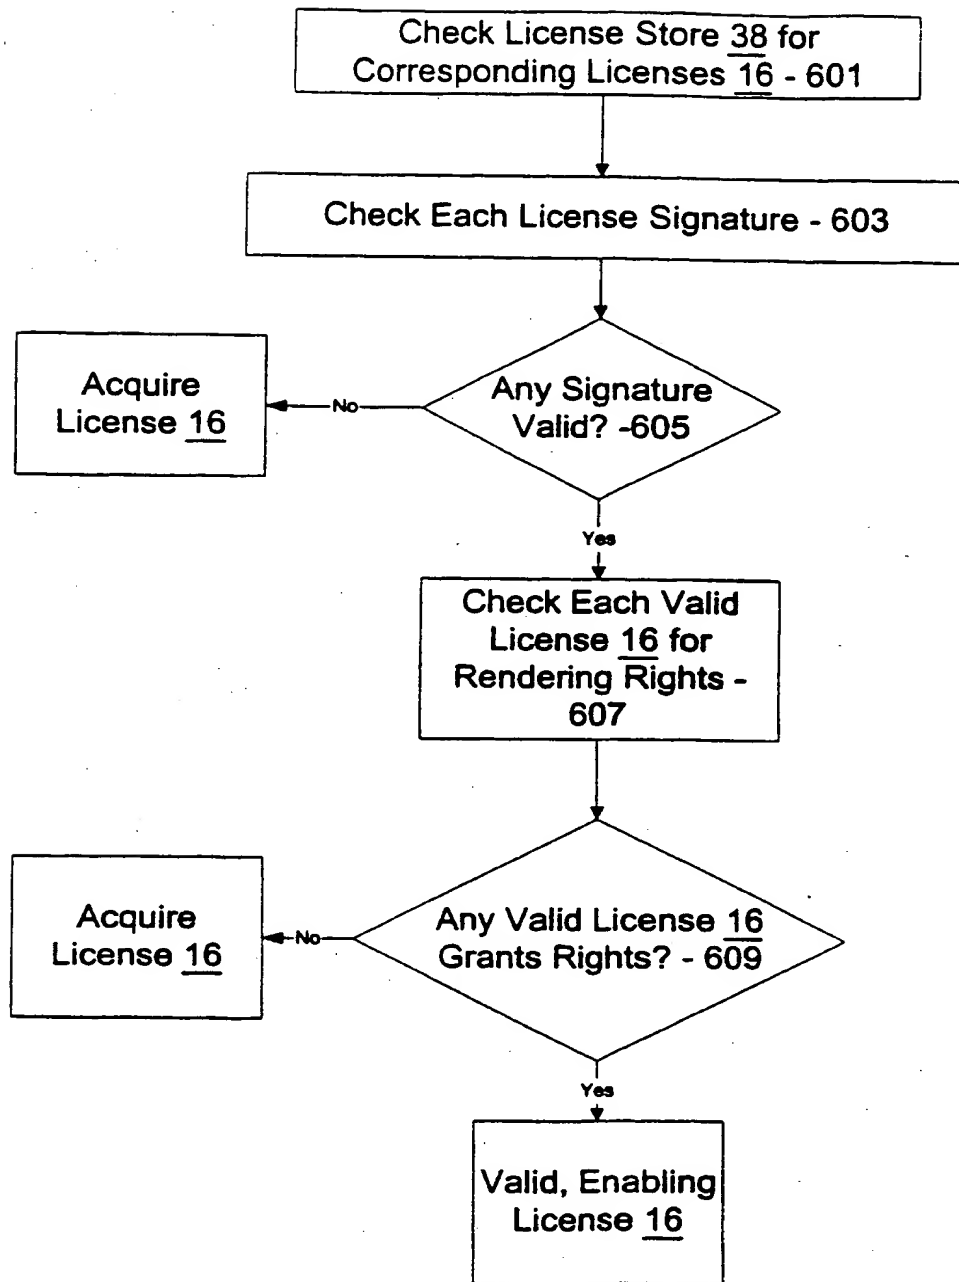 Check License Store 38 for
Corresponding Licenses 16 - 601
Check Each License Signature - 603
Any Signature
Valid? -605
No
Acquire
License 16
Yes
Check Each Valid
License 16 for
Rendering Rights -
607
Any Valid License 16
Grants Rights? - 609
No
Acquire
License 16
Yes
Valid, Enabling
License 16